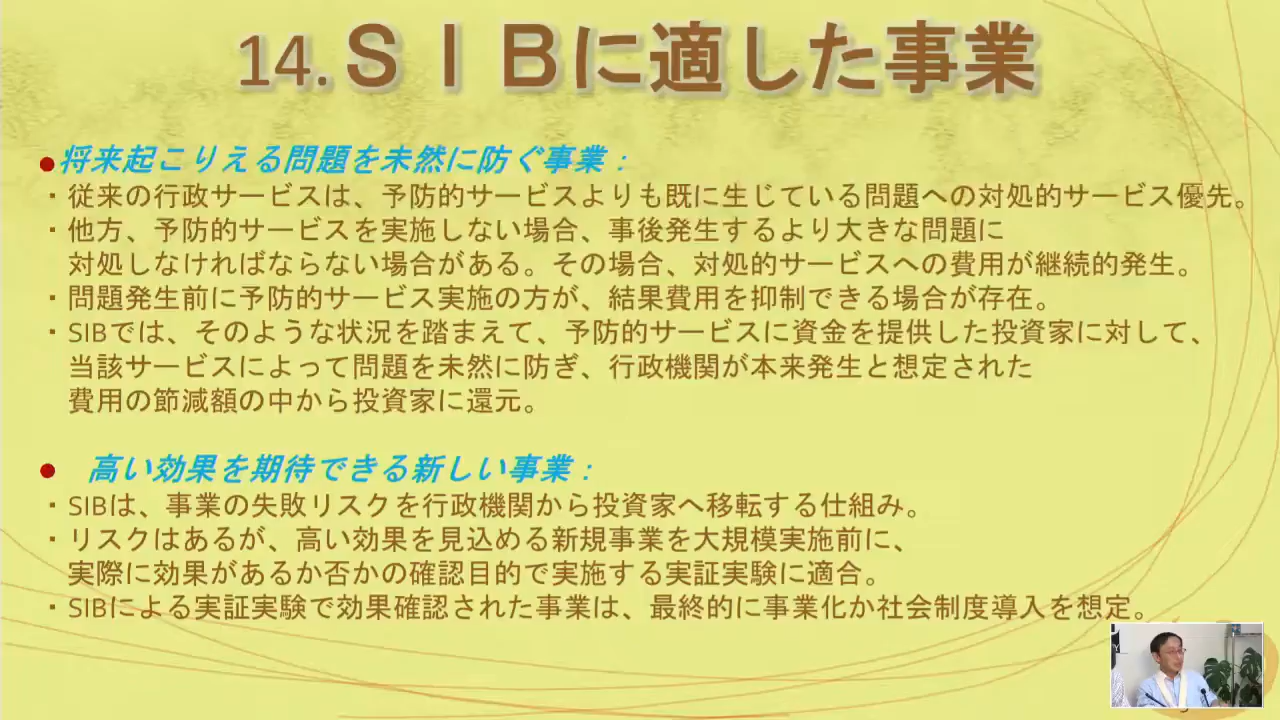 14.ＳＩＢに適した事業
●将来起こりえる問題を未然に防ぐ事業：
・従来の行政サービスは、予防的サービスよりも既に生じている問題への対処的サービス優先。
・他方、予防的サービスを実施しない場合、事後発生するより大きな問題に
対処しなければならない場合がある。その場合、対処的サービスへの費用が継続的発生。
・問題発生前に予防的サービス実施の方が、結果費用を抑制できる場合が存在。
・SIBでは、そのような状況を踏まえて、予防的サービスに資金を提供した投資家に対して、
当該サービスによって問題を未然に防ぎ、行政機関が本来発生と想定された
費用の節減額の中から投資家に還元。
● 高い効果を期待できる新しい事業：
・SIBは、事業の失敗リスクを行政機関から投資家へ移転する仕組み。
・リスクはあるが、高い効果を見込める新規事業を大規模実施前に、
実際に効果があるか否かの確認目的で実施する実証実験に適合。
・SIBによる実証実験で効果確認された事業は、最終的に事業化か社会制度導入を想定。